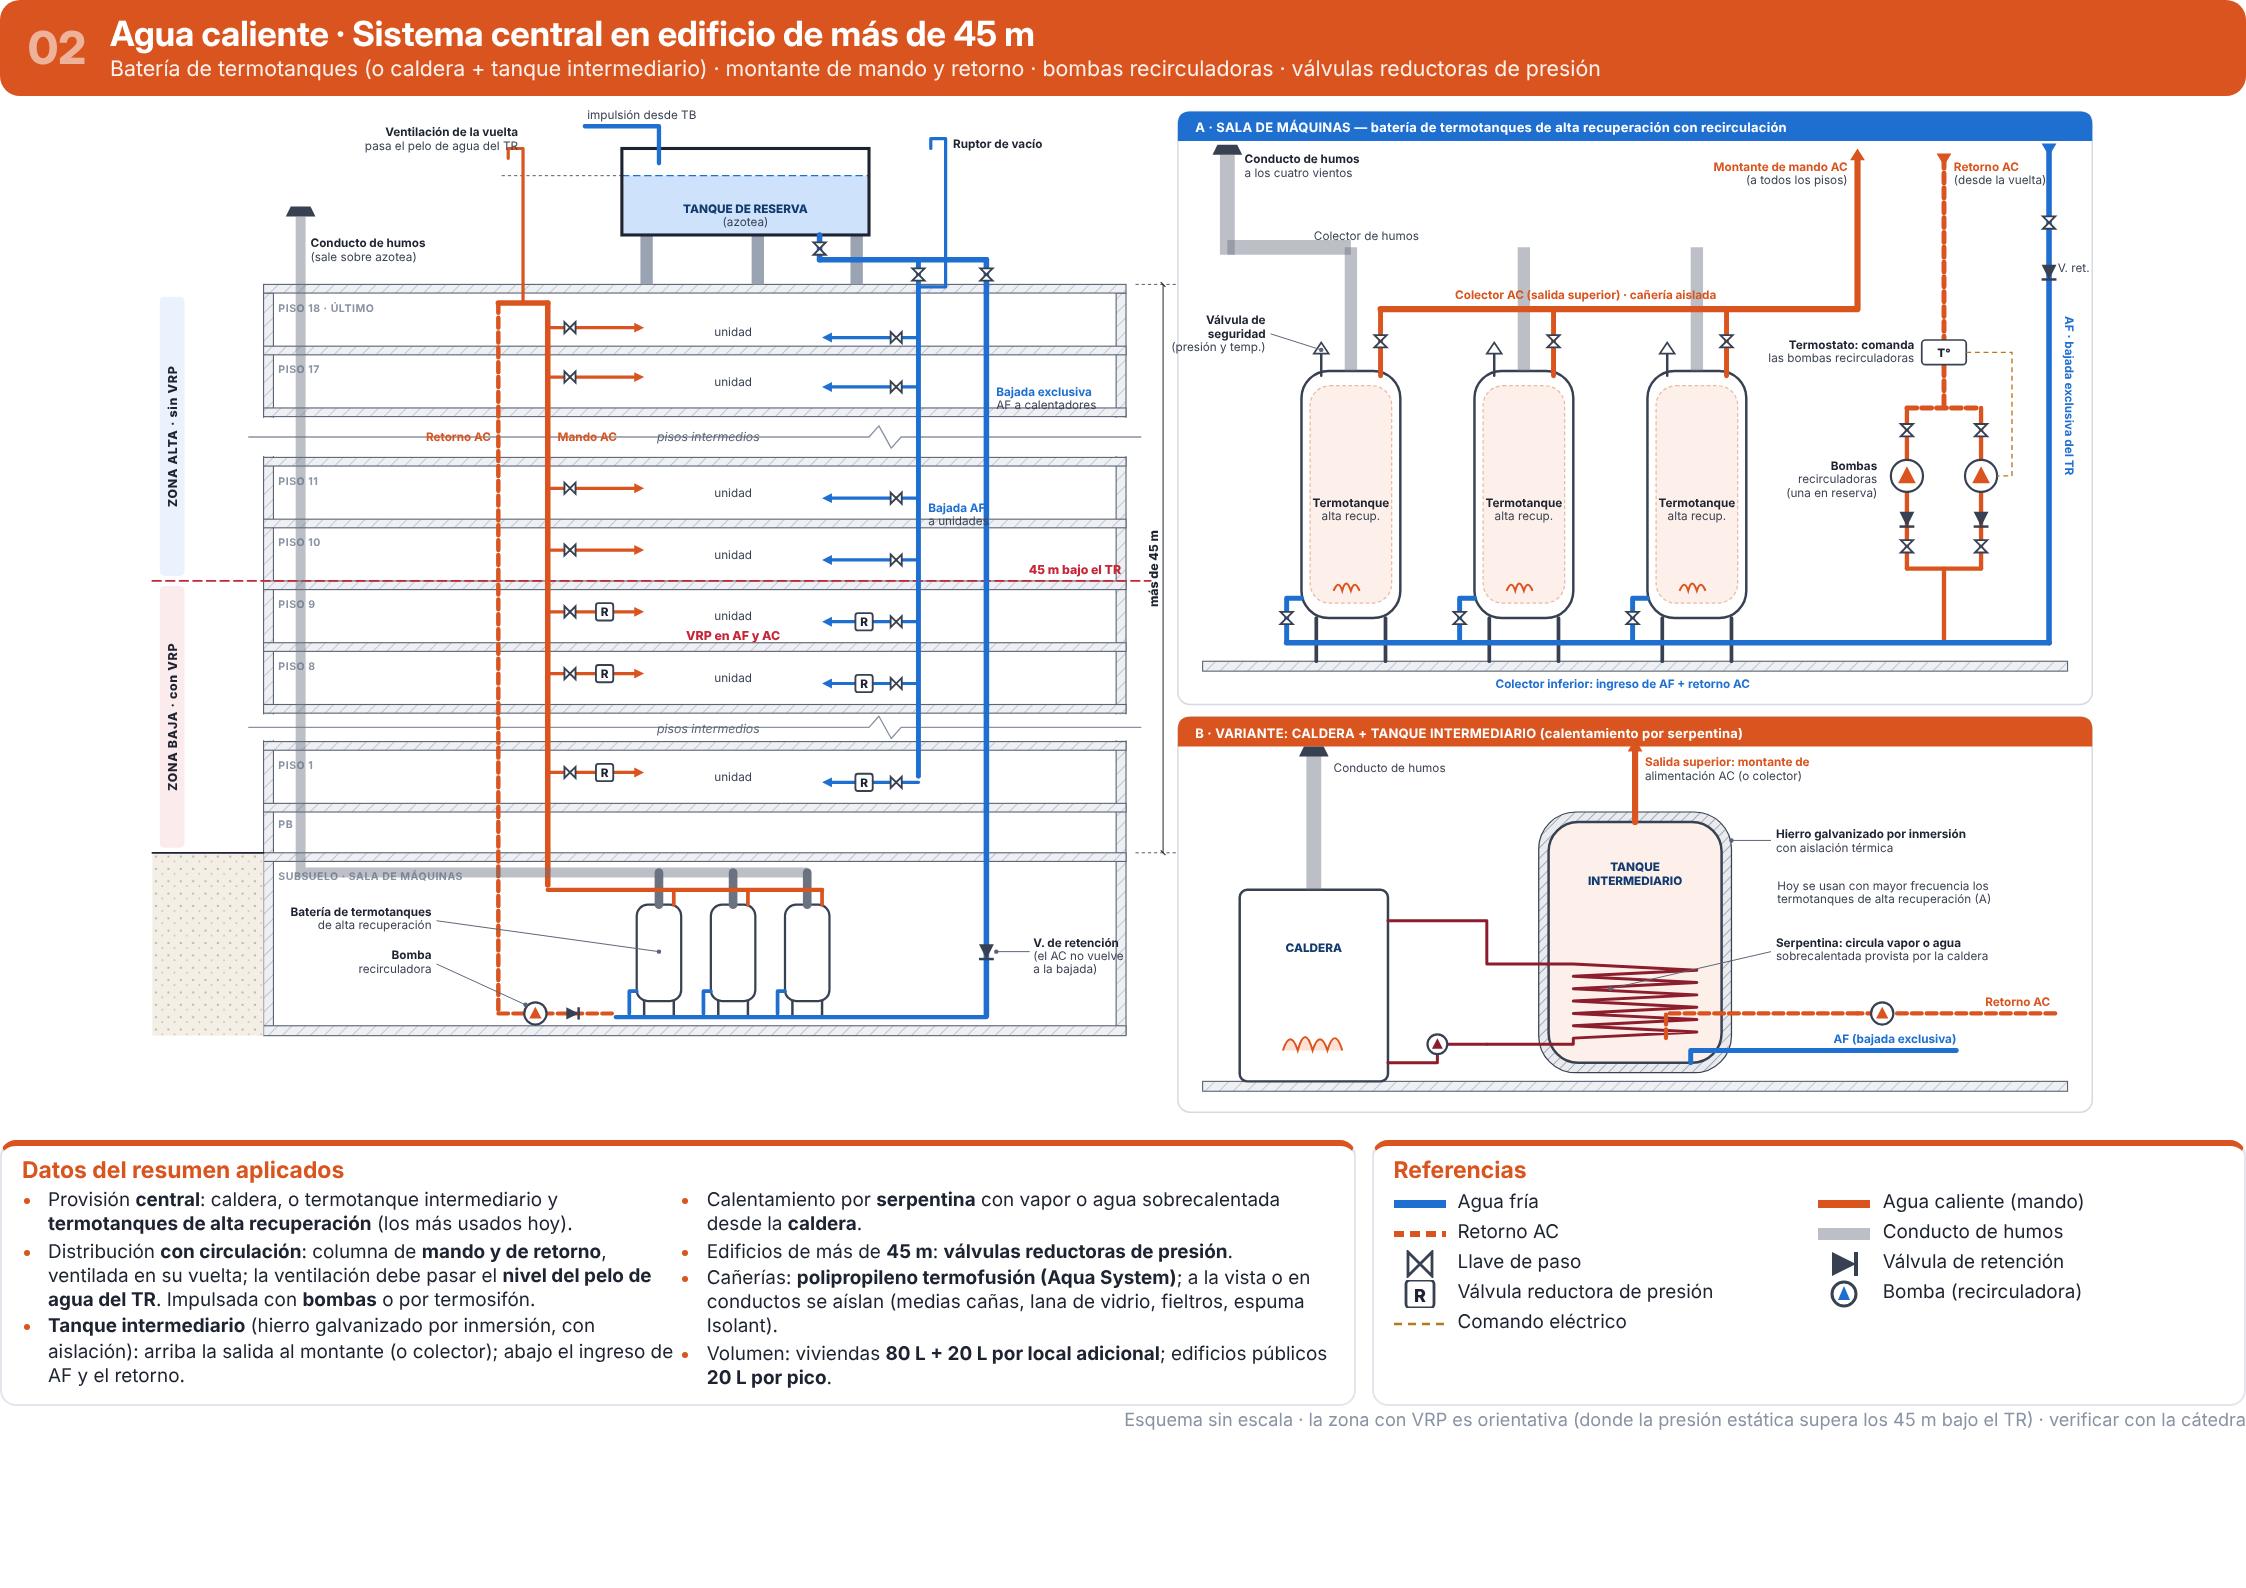 02
Agua caliente · Sistema central en edificio de más de 45 m
Batería de termotanques (o caldera + tanque intermediario) · montante de mando y retorno · bombas recirculadoras · válvulas reductoras de presión
impulsión desde TB
Ventilación de la vuelta
pasa el pelo de agua del TR
Ruptor de vacío
TANQUE DE RESERVA
(azotea)
Conducto de humos
(sale sobre azotea)
ZONA ALTA · sin VRP
PISO 18 · ÚLTIMO
unidad
PISO 17
unidad
Bajada exclusiva
AF a calentadores
Retorno AC
Mando AC
pisos intermedios
PISO 11
unidad
Bajada AF
a unidades
PISO 10
unidad
45 m bajo el TR
más de 45 m
ZONA BAJA · con VRP
PISO 9
R
unidad
R
VRP en AF y AC
PISO 8
R
unidad
R
pisos intermedios
PISO 1
R
unidad
R
PB
SUBSUELO · SALA DE MÁQUINAS
Batería de termotanques
de alta recuperación
Bomba
recirculadora
V. de retención
(el AC no vuelve
a la bajada)
A · SALA DE MÁQUINAS — batería de termotanques de alta recuperación con recirculación
Conducto de humos
a los cuatro vientos
Montante de mando AC
(a todos los pisos)
Retorno AC
(desde la vuelta)
Colector de humos
V. ret.
Colector AC (salida superior) · cañería aislada
Válvula de
seguridad
(presión y temp.)
Termostato: comanda
las bombas recirculadoras
T°
AF · bajada exclusiva del TR
Bombas
recirculadoras
(una en reserva)
Termotanque
alta recup.
Termotanque
alta recup.
Termotanque
alta recup.
Colector inferior: ingreso de AF + retorno AC
B · VARIANTE: CALDERA + TANQUE INTERMEDIARIO (calentamiento por serpentina)
Conducto de humos
Salida superior: montante de
alimentación AC (o colector)
Hierro galvanizado por inmersión
con aislación térmica
TANQUE
INTERMEDIARIO
Hoy se usan con mayor frecuencia los
termotanques de alta recuperación (A)
CALDERA
Serpentina: circula vapor o agua
sobrecalentada provista por la caldera
Retorno AC
AF (bajada exclusiva)
Datos del resumen aplicados
• Provisión central: caldera, o termotanque intermediario y
termotanques de alta recuperación (los más usados hoy).
• Distribución con circulación: columna de mando y de retorno,
ventilada en su vuelta; la ventilación debe pasar el nivel del pelo de
agua del TR. Impulsada con bombas o por termosifón.
• Tanque intermediario (hierro galvanizado por inmersión, con
aislación): arriba la salida al montante (o colector); abajo el ingreso de
AF y el retorno.
• Calentamiento por serpentina con vapor o agua sobrecalentada
desde la caldera.
• Edificios de más de 45 m: válvulas reductoras de presión.
• Cañerías: polipropileno termofusión (Aqua System); a la vista o en
conductos se aíslan (medias cañas, lana de vidrio, fieltros, espuma
Isolant).
• Volumen: viviendas 80 L + 20 L por local adicional; edificios públicos
20 L por pico.
Referencias
Agua fría
Agua caliente (mando)
Retorno AC
Conducto de humos
Llave de paso
Válvula de retención
R
Válvula reductora de presión
Bomba (recirculadora)
Comando eléctrico
Esquema sin escala · la zona con VRP es orientativa (donde la presión estática supera los 45 m bajo el TR) · verificar con la cátedra